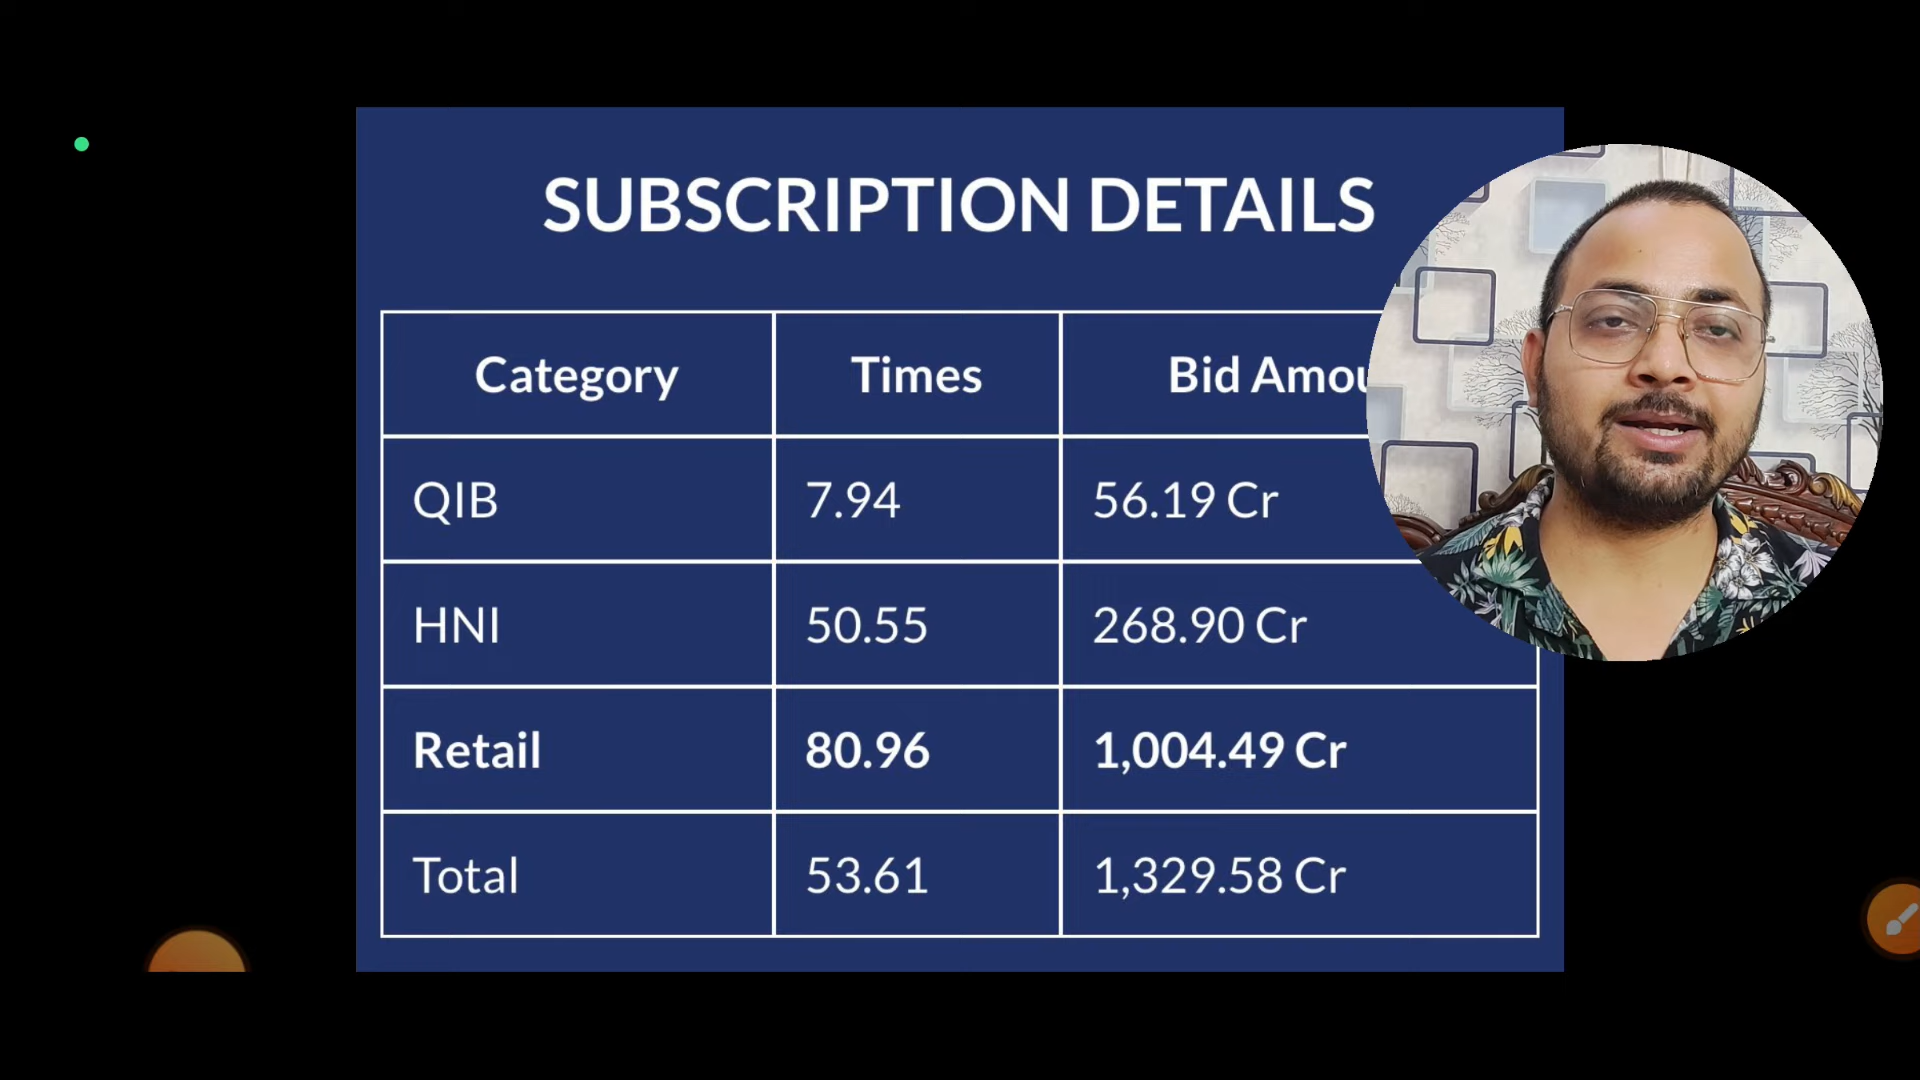 SUBSCRIPTION DETAILS
Category Times Bid
QIB 7.94 56.19 Cr
HNI 50.55 268.90 Cr
Retail 80.96 1,004.49 Cr
Total 53.61 1,329.58 Cr